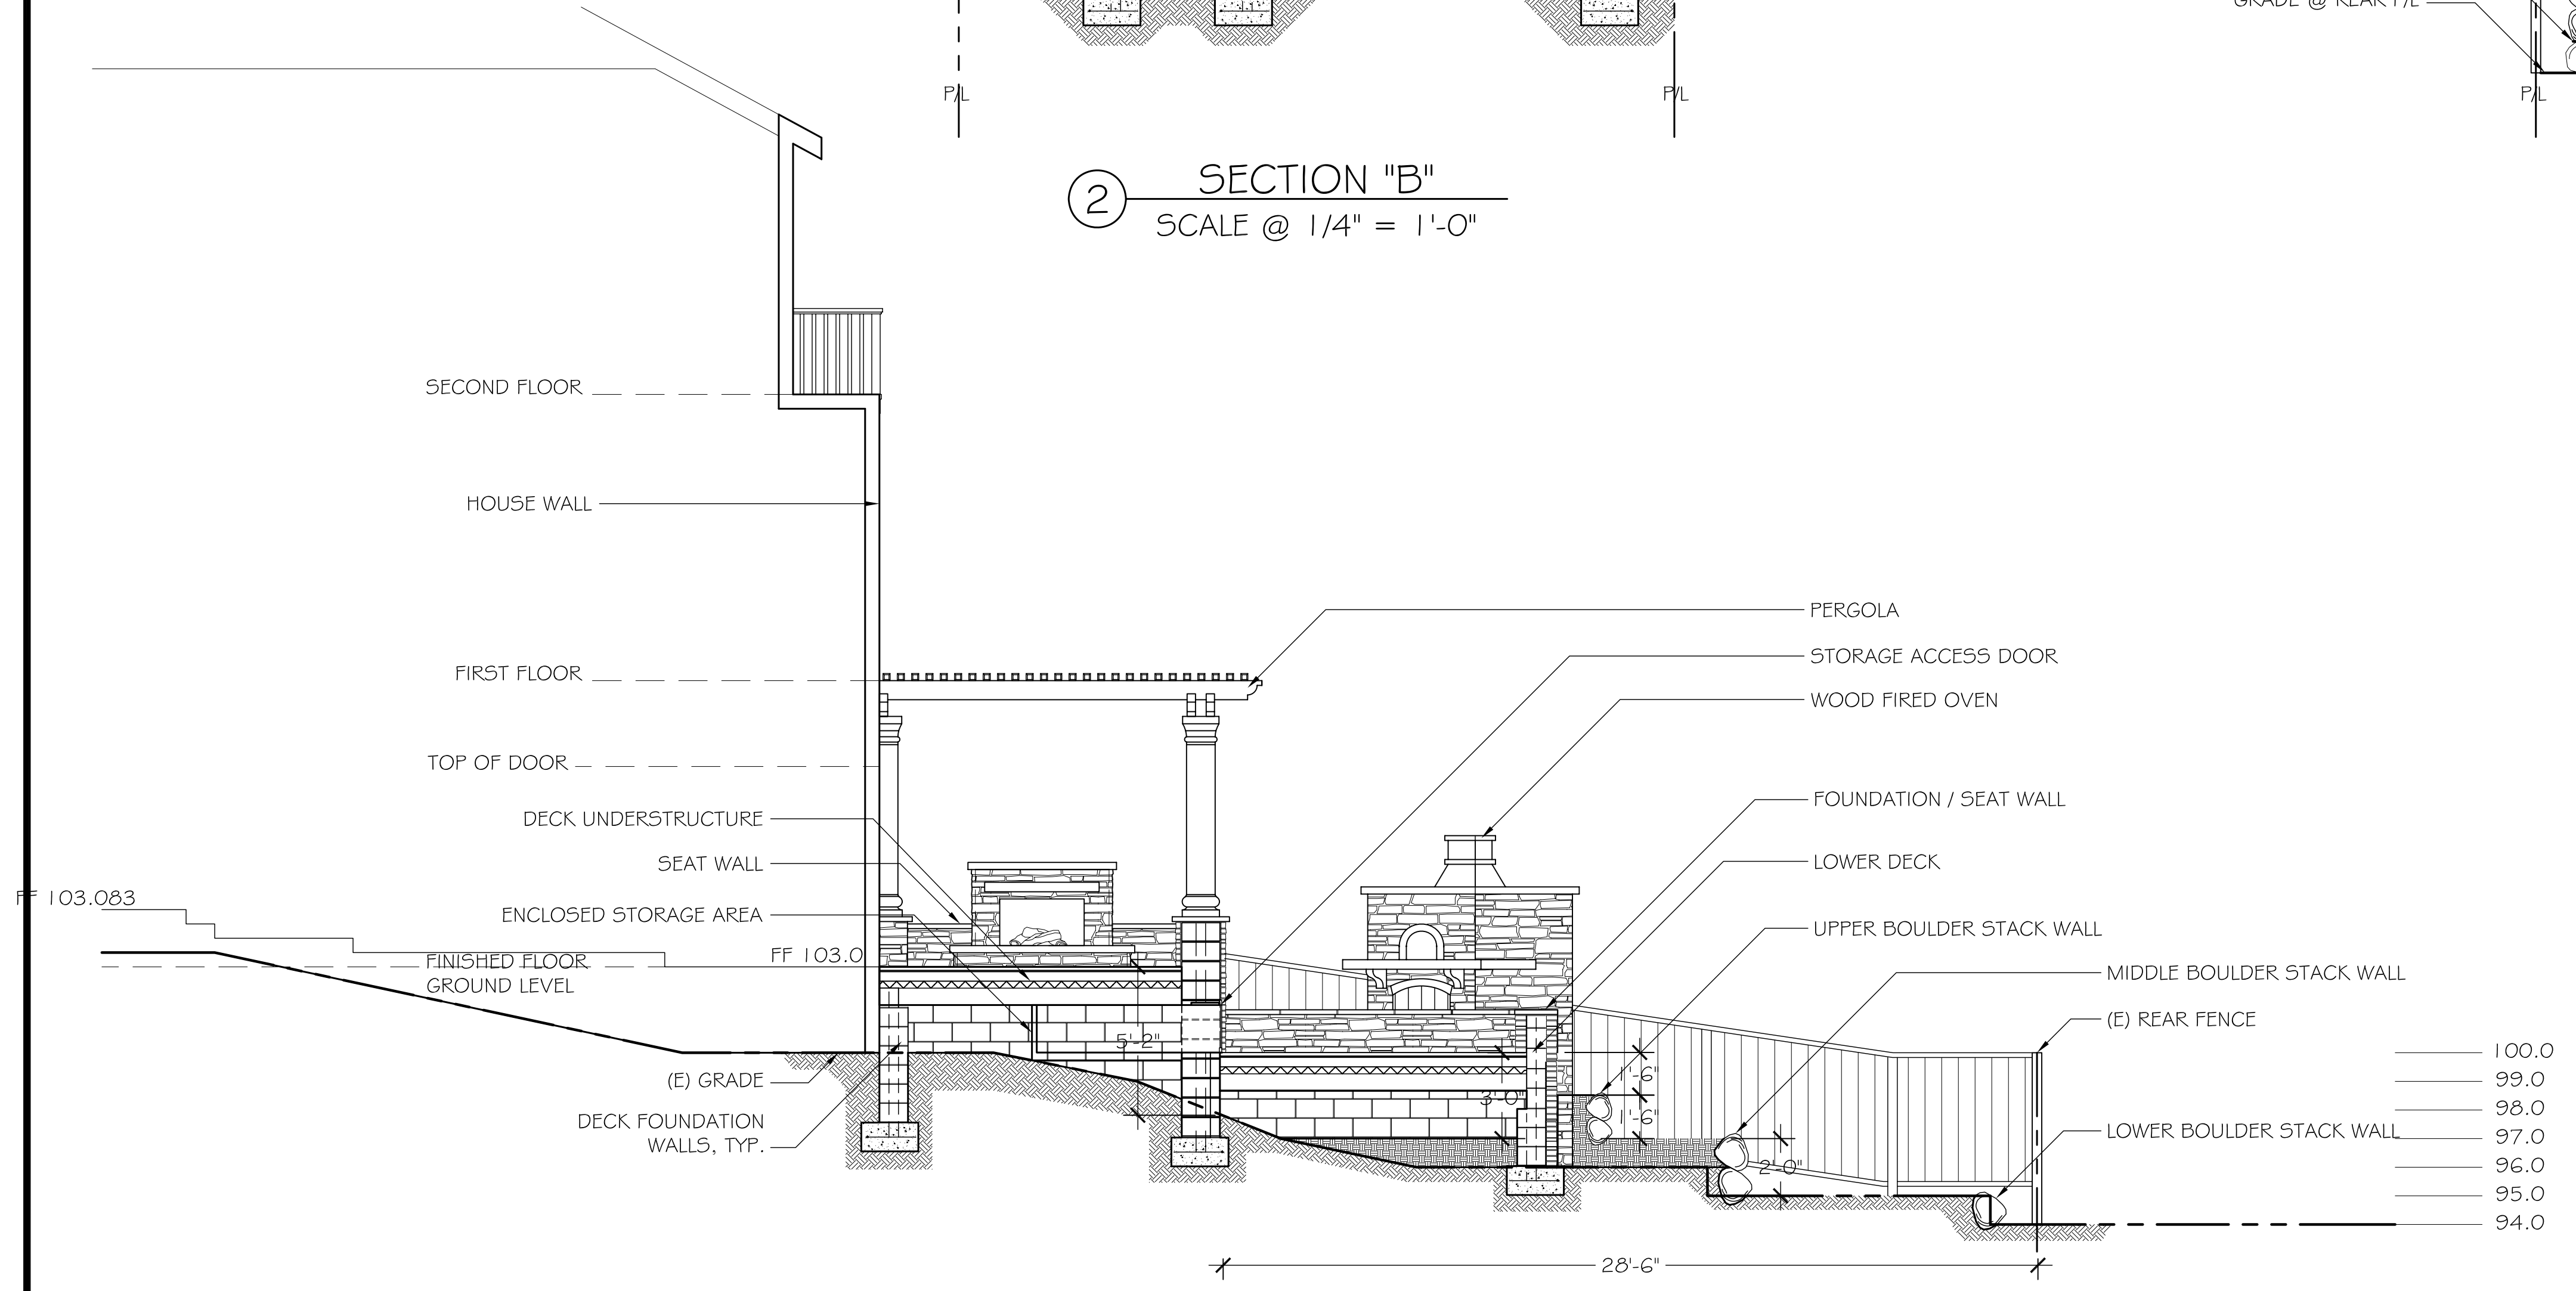 GRADE @ REAR P/L
P/L
P/L
P/L
2
SECTION "B"
SCALE @ 1/4" = 1'-0"
SECOND FLOOR
HOUSE WALL
FIRST FLOOR
TOP OF DOOR
DECK UNDERSTRUCTURE
SEAT WALL
ENCLOSED STORAGE AREA
FF 103.083
FF 103.0
FINISHED FLOOR
GROUND LEVEL
(E) GRADE
DECK FOUNDATION
WALLS, TYP.
PERGOLA
STORAGE ACCESS DOOR
WOOD FIRED OVEN
FOUNDATION / SEAT WALL
LOWER DECK
UPPER BOULDER STACK WALL
MIDDLE BOULDER STACK WALL
(E) REAR FENCE
LOWER BOULDER STACK WALL
5'-2"
3'-0"
1'-6"
1'-6"
2'-0"
28'-6"
100.0
99.0
98.0
97.0
96.0
95.0
94.0